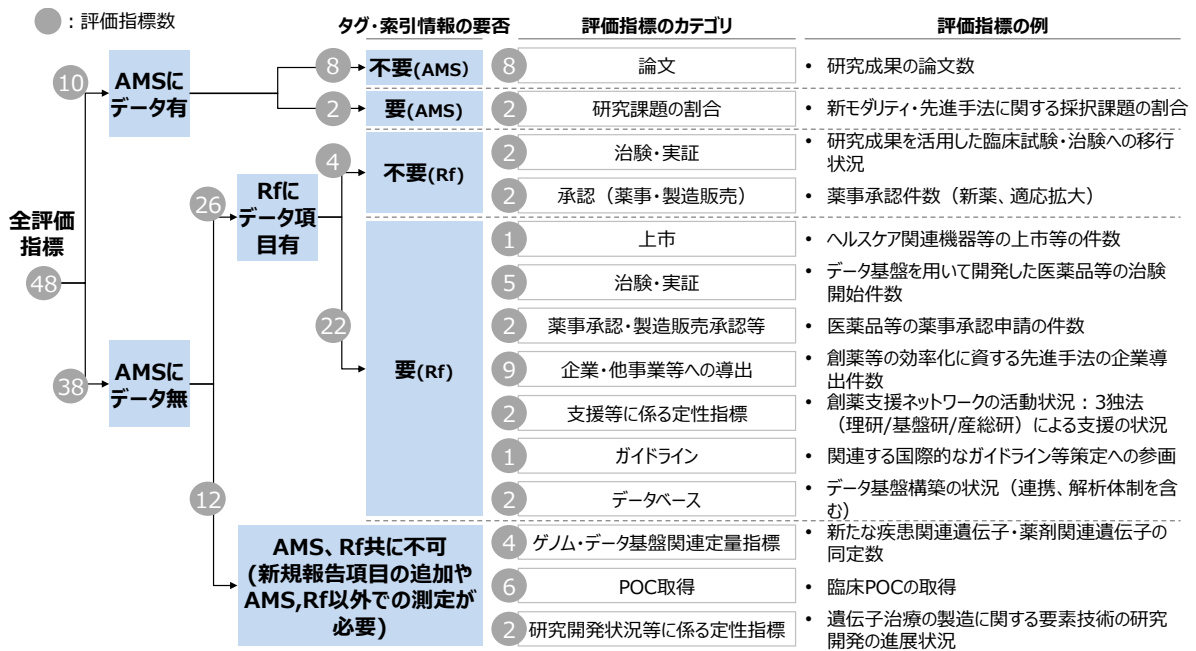 ：評価指標数
タグ・索引情報の要否
評価指標のカテゴリ
評価指標の例
全評価
指標
48
10
AMSに
データ有
8
不要(AMS)
8
論文
• 研究成果の論文数
2
要(AMS)
2
研究課題の割合
• 新モダリティ・先進手法に関する採択課題の割合
38
AMSに
データ無
26
Rfに
データ項
目有
4
不要(Rf)
2
治験・実証
• 研究成果を活用した臨床試験・治験への移行
状況
2
承認（薬事・製造販売）
• 薬事承認件数（新薬、適応拡大）
22
要(Rf)
1
上市
• ヘルスケア関連機器等の上市等の件数
5
治験・実証
• データ基盤を用いて開発した医薬品等の治験
開始件数
2
薬事承認・製造販売承認等
• 医薬品等の薬事承認申請の件数
9
企業・他事業等への導出
• 創薬等の効率化に資する先進手法の企業導
出件数
2
支援等に係る定性指標
• 創薬支援ネットワークの活動状況：3独法
（理研/基盤研/産総研）による支援の状況
1
ガイドライン
• 関連する国際的なガイドライン等策定への参画
2
データベース
• データ基盤構築の状況（連携、解析体制を含
む）
12
AMS、Rf共に不可
(新規報告項目の追加や
AMS,Rf以外での測定が
必要)
4
ゲノム・データ基盤関連定量指標
• 新たな疾患関連遺伝子・薬剤関連遺伝子の
同定数
6
POC取得
• 臨床POCの取得
2
研究開発状況等に係る定性指標
• 遺伝子治療の製造に関する要素技術の研究
開発の進展状況